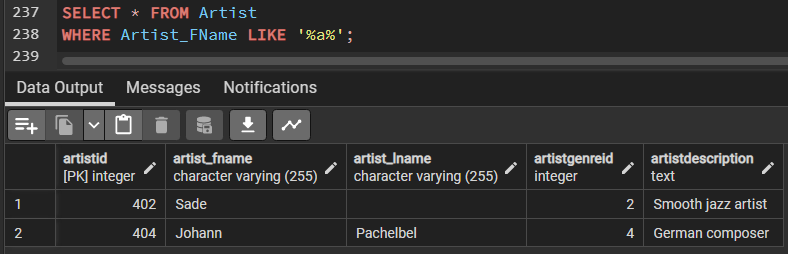 237 SELECT * FROM Artist
238 WHERE Artist_FName LIKE '%a%';
239
Data Output Messages Notifications
artistid artist_fname artist_lname artistgenreid artistdescription
[PK] integer character varying (255) character varying (255) integer text
1 402 Sade 2 Smooth jazz artist
2 404 Johann Pachelbel 4 German composer